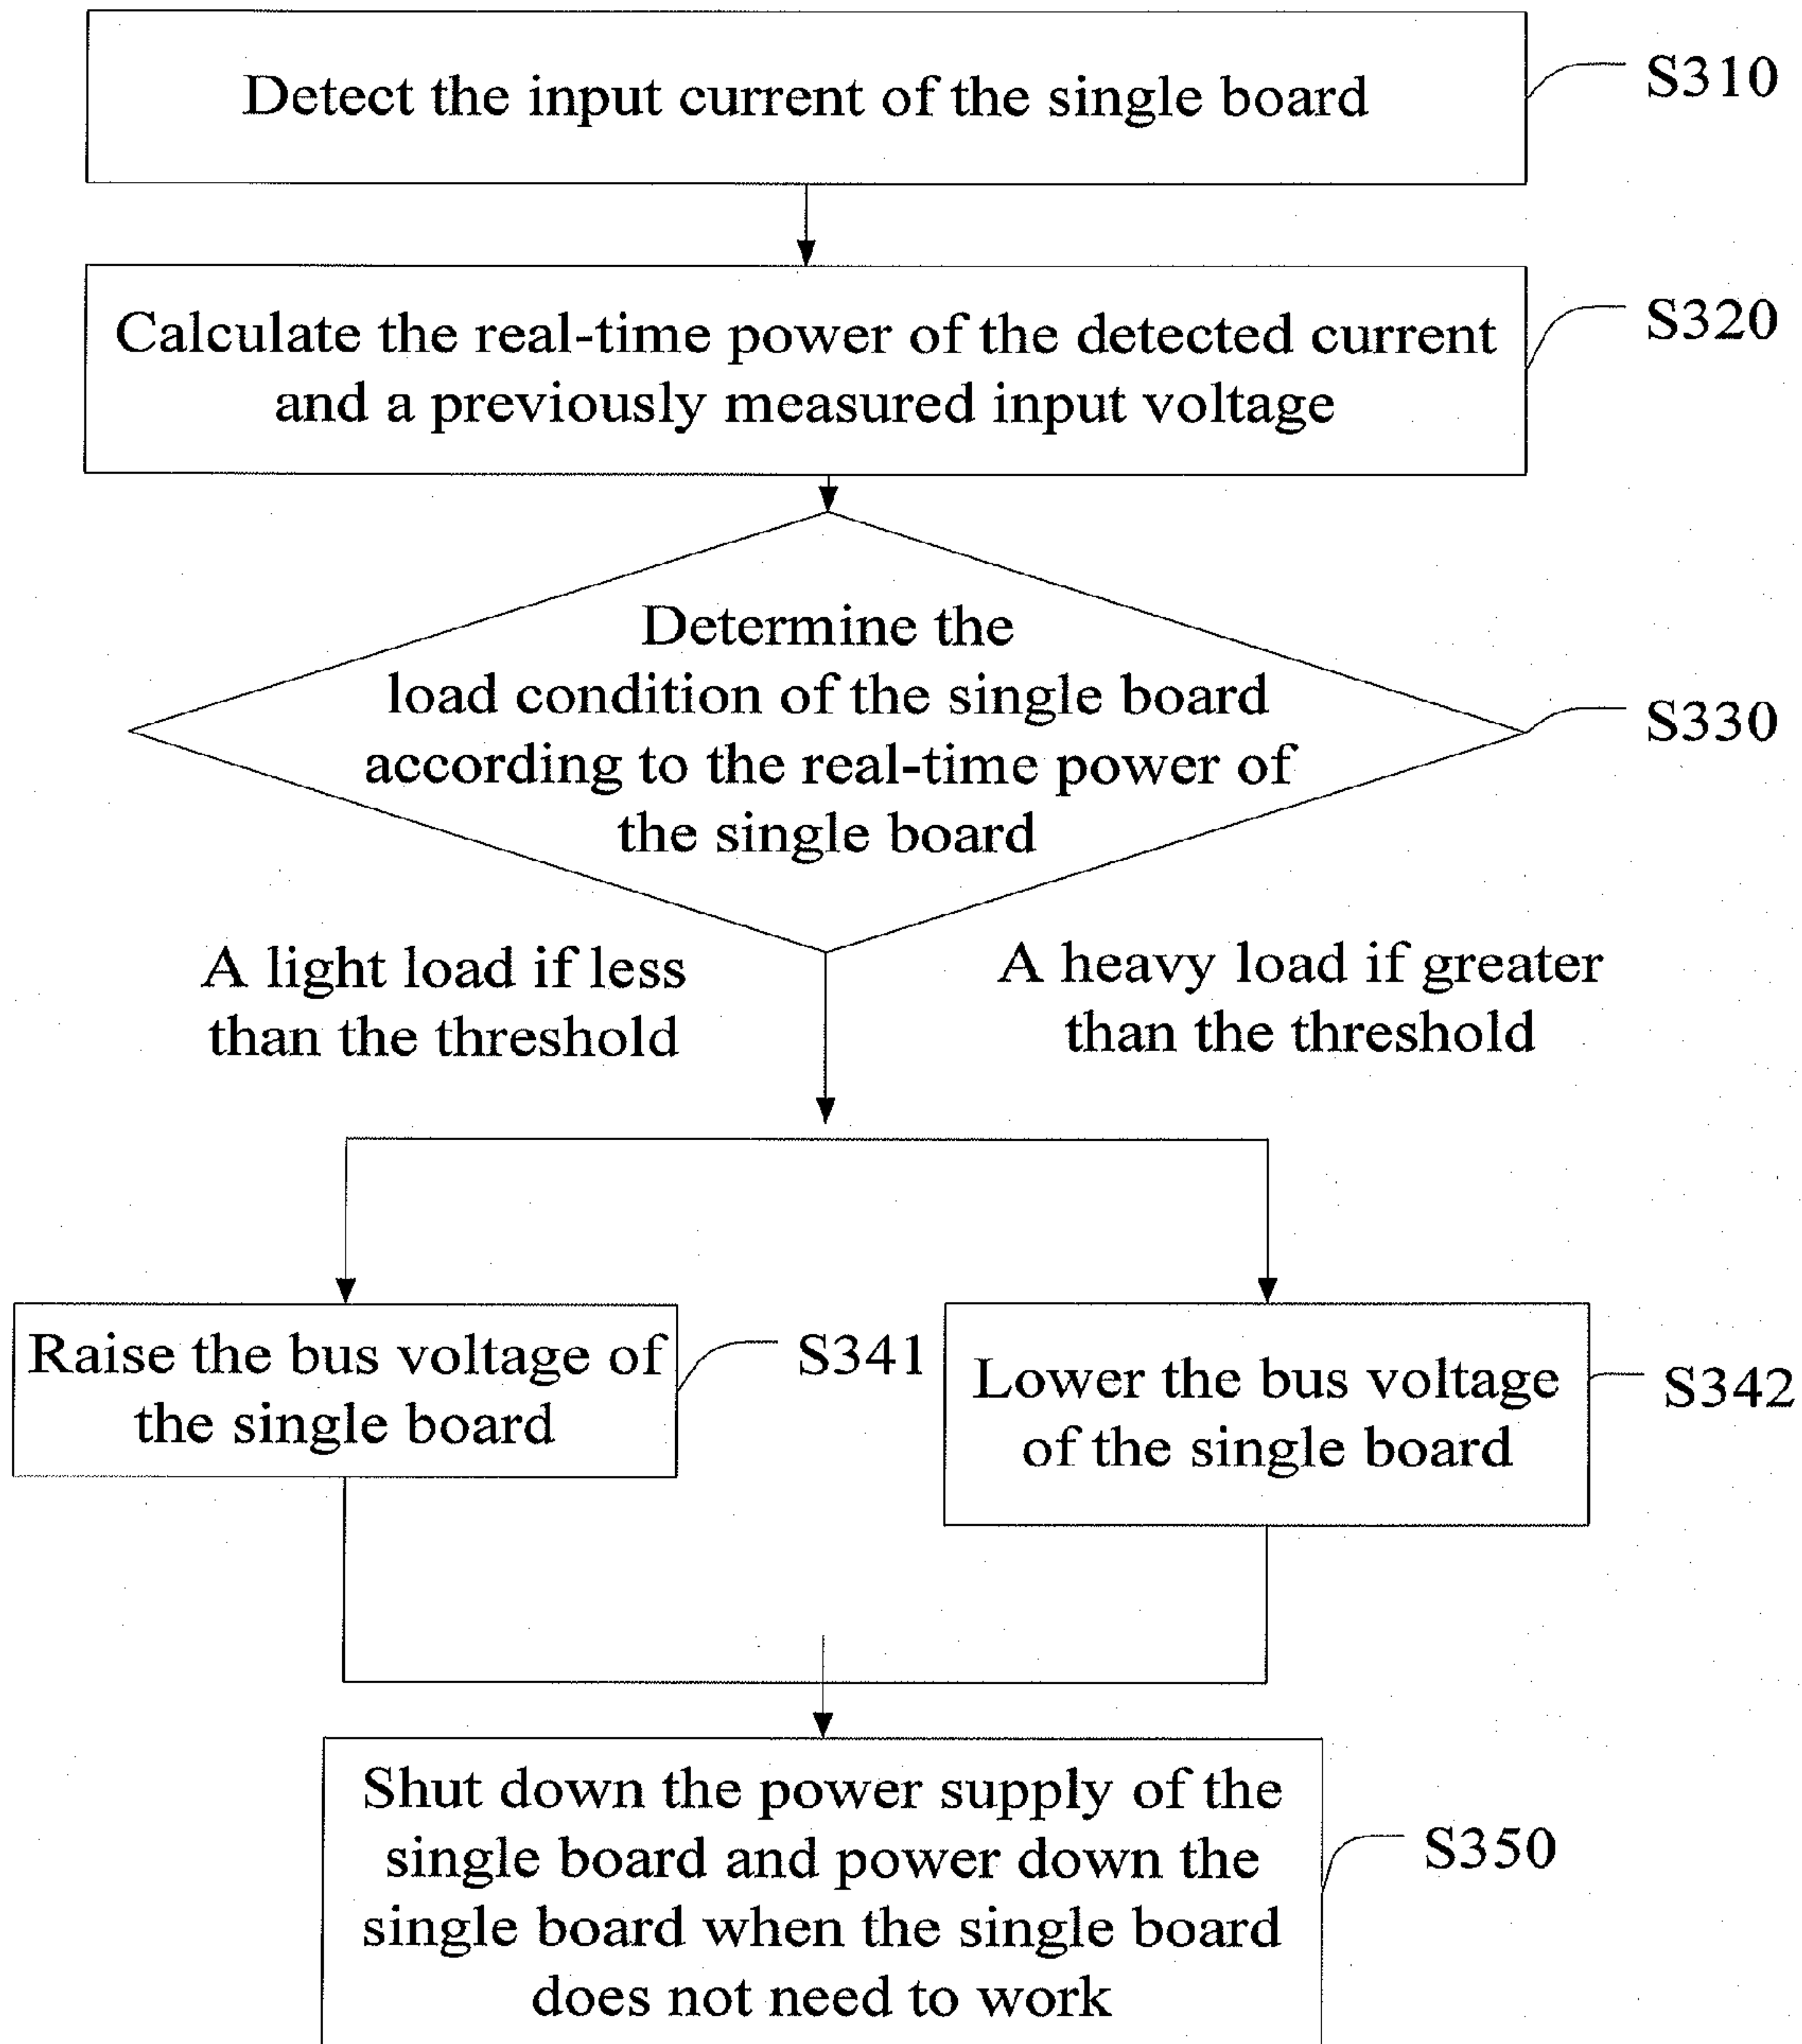 Detect the input current of the single board
S310
Calculate the real-time power of the detected current
and a previously measured input voltage
S320
Determine the
load condition of the single board
according to the real-time power of
the single board
S330
A light load if less
than the threshold
A heavy load if greater
than the threshold
Raise the bus voltage of
the single board
S341
Lower the bus voltage
of the single board
S342
Shut down the power supply of the
single board and power down the
single board when the single board
does not need to work
S350